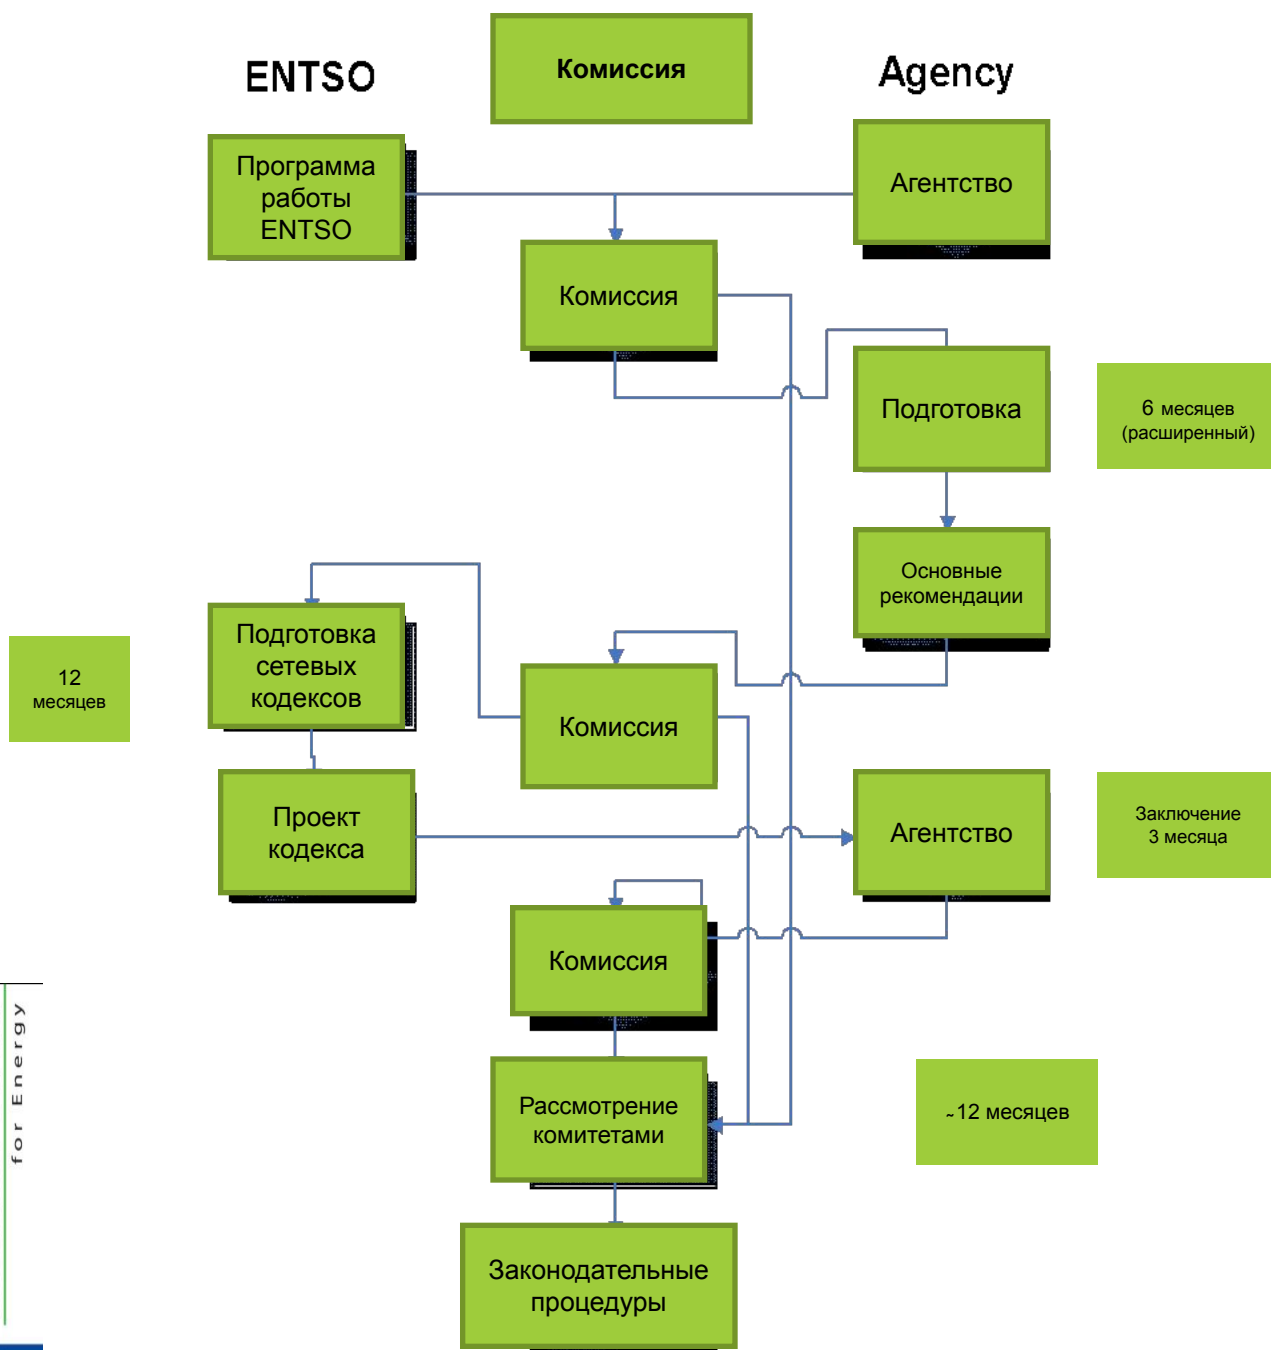 ENTSO
Комиссия
Agency
Программа
работы
ENTSO
Агентство
Комиссия
Подготовка
6 месяцев
(расширенный)
Основные
рекомендации
Подготовка
сетевых
кодексов
12
месяцев
Комиссия
Проект
кодекса
Агентство
Заключение
3 месяца
Комиссия
for Energy
Рассмотрение
комитетами
~12 месяцев
Законодательные
процедуры